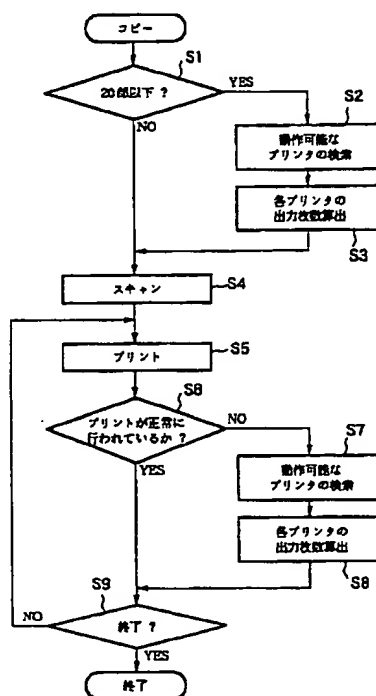 コピー
S1
20部以下 ?
YES
S2
NO
動作可能な
プリンタの検索
各プリンタの
出力枚数算出
S3
スキャン
S4
プリント
S5
S6
プリントが正常に
行われているか ?
NO
S7
YES
動作可能な
プリンタの検索
各プリンタの
出力枚数算出
S8
S9
NO
終了 ?
YES
終了